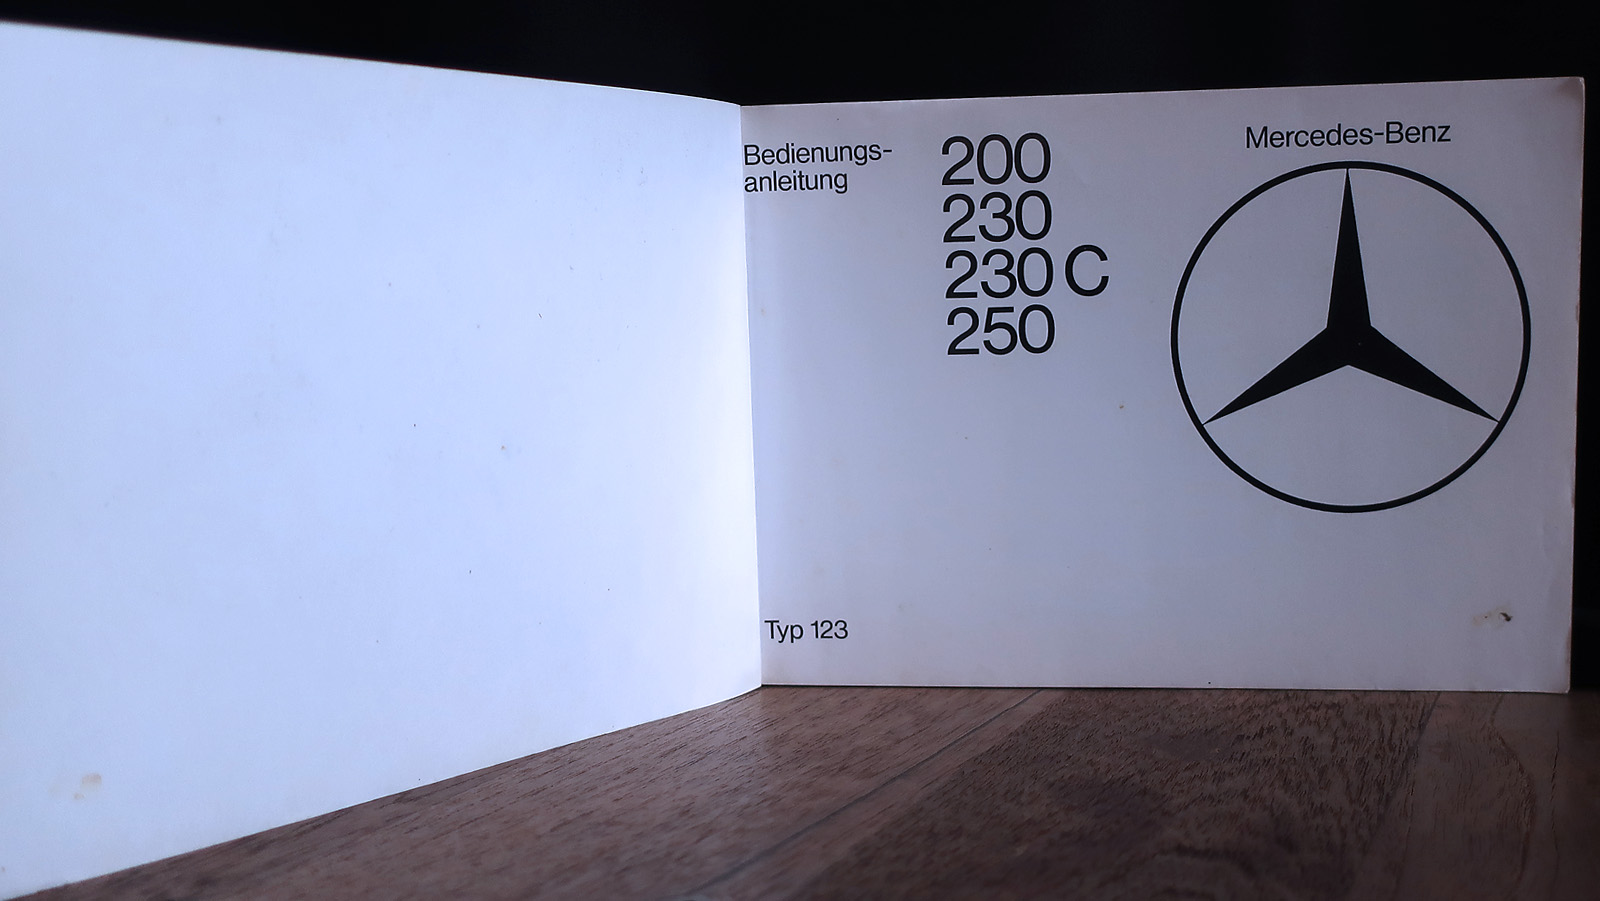 Bedienungs-
anleitung
200
230
230 C
250
Mercedes-Benz
Typ 123